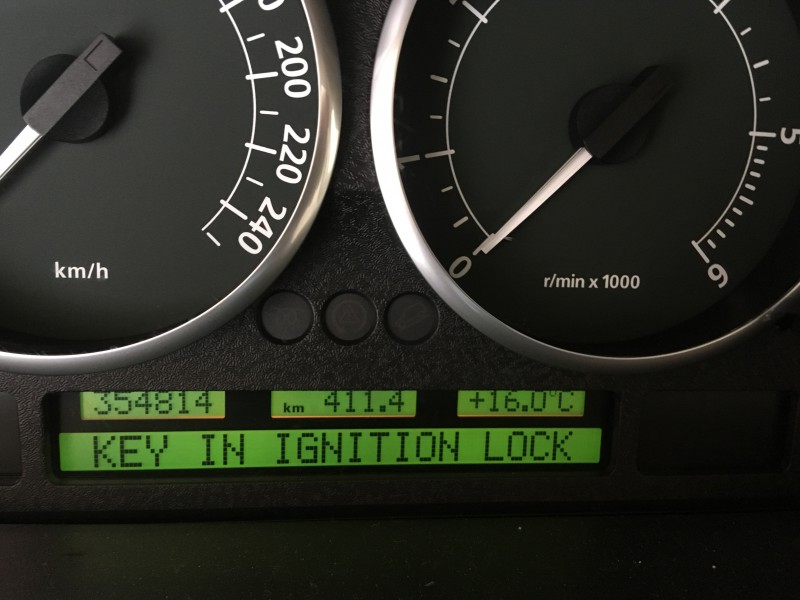 200
220
240
km/h
0
5
6
r/min x 1000
354814
km 411.4
+16.0°C
KEY IN IGNITION LOCK